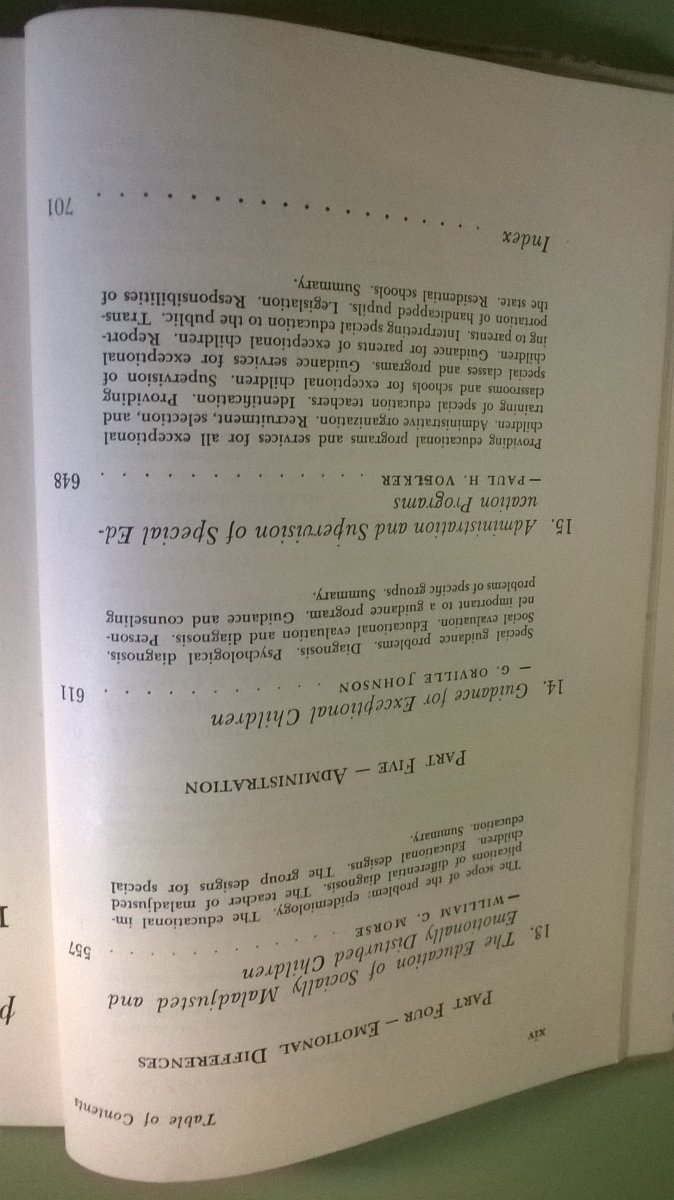 xiv
Table of Contents
PART FOUR — EMOTIONAL DIFFERENCES
13. The Education of Socially Maladjusted and
Emotionally Disturbed Children
— WILLIAM C. MORSE . . . . . . . . . . . 557
The scope of the problem: epidemiology. The educational im-
plications of differential diagnosis. The teacher of maladjusted
children. Educational designs. The group designs for special
education. Summary.
PART FIVE — ADMINISTRATION
14. Guidance for Exceptional Children
— G. ORVILLE JOHNSON . . . . . . . . . . . 611
Special guidance problems. Diagnosis. Psychological diagnosis.
Social evaluation. Educational evaluation and diagnosis. Person-
nel important to a guidance program. Guidance and counseling
problems of specific groups. Summary.
15. Administration and Supervision of Special Ed-
ucation Programs
— PAUL H. VOELKER . . . . . . . . . . . . 648
Providing educational programs and services for all exceptional
children. Administrative organization. Recruitment, selection, and
training of special education teachers. Identification. Providing
classrooms and schools for exceptional children. Supervision of
special classes and programs. Guidance services for exceptional
children. Guidance for parents of exceptional children. Report-
ing to parents. Interpreting special education to the public. Trans-
portation of handicapped pupils. Legislation. Responsibilities of
the state. Residential schools. Summary.
Index . . . . . . . . . . . . . . . . . . 701